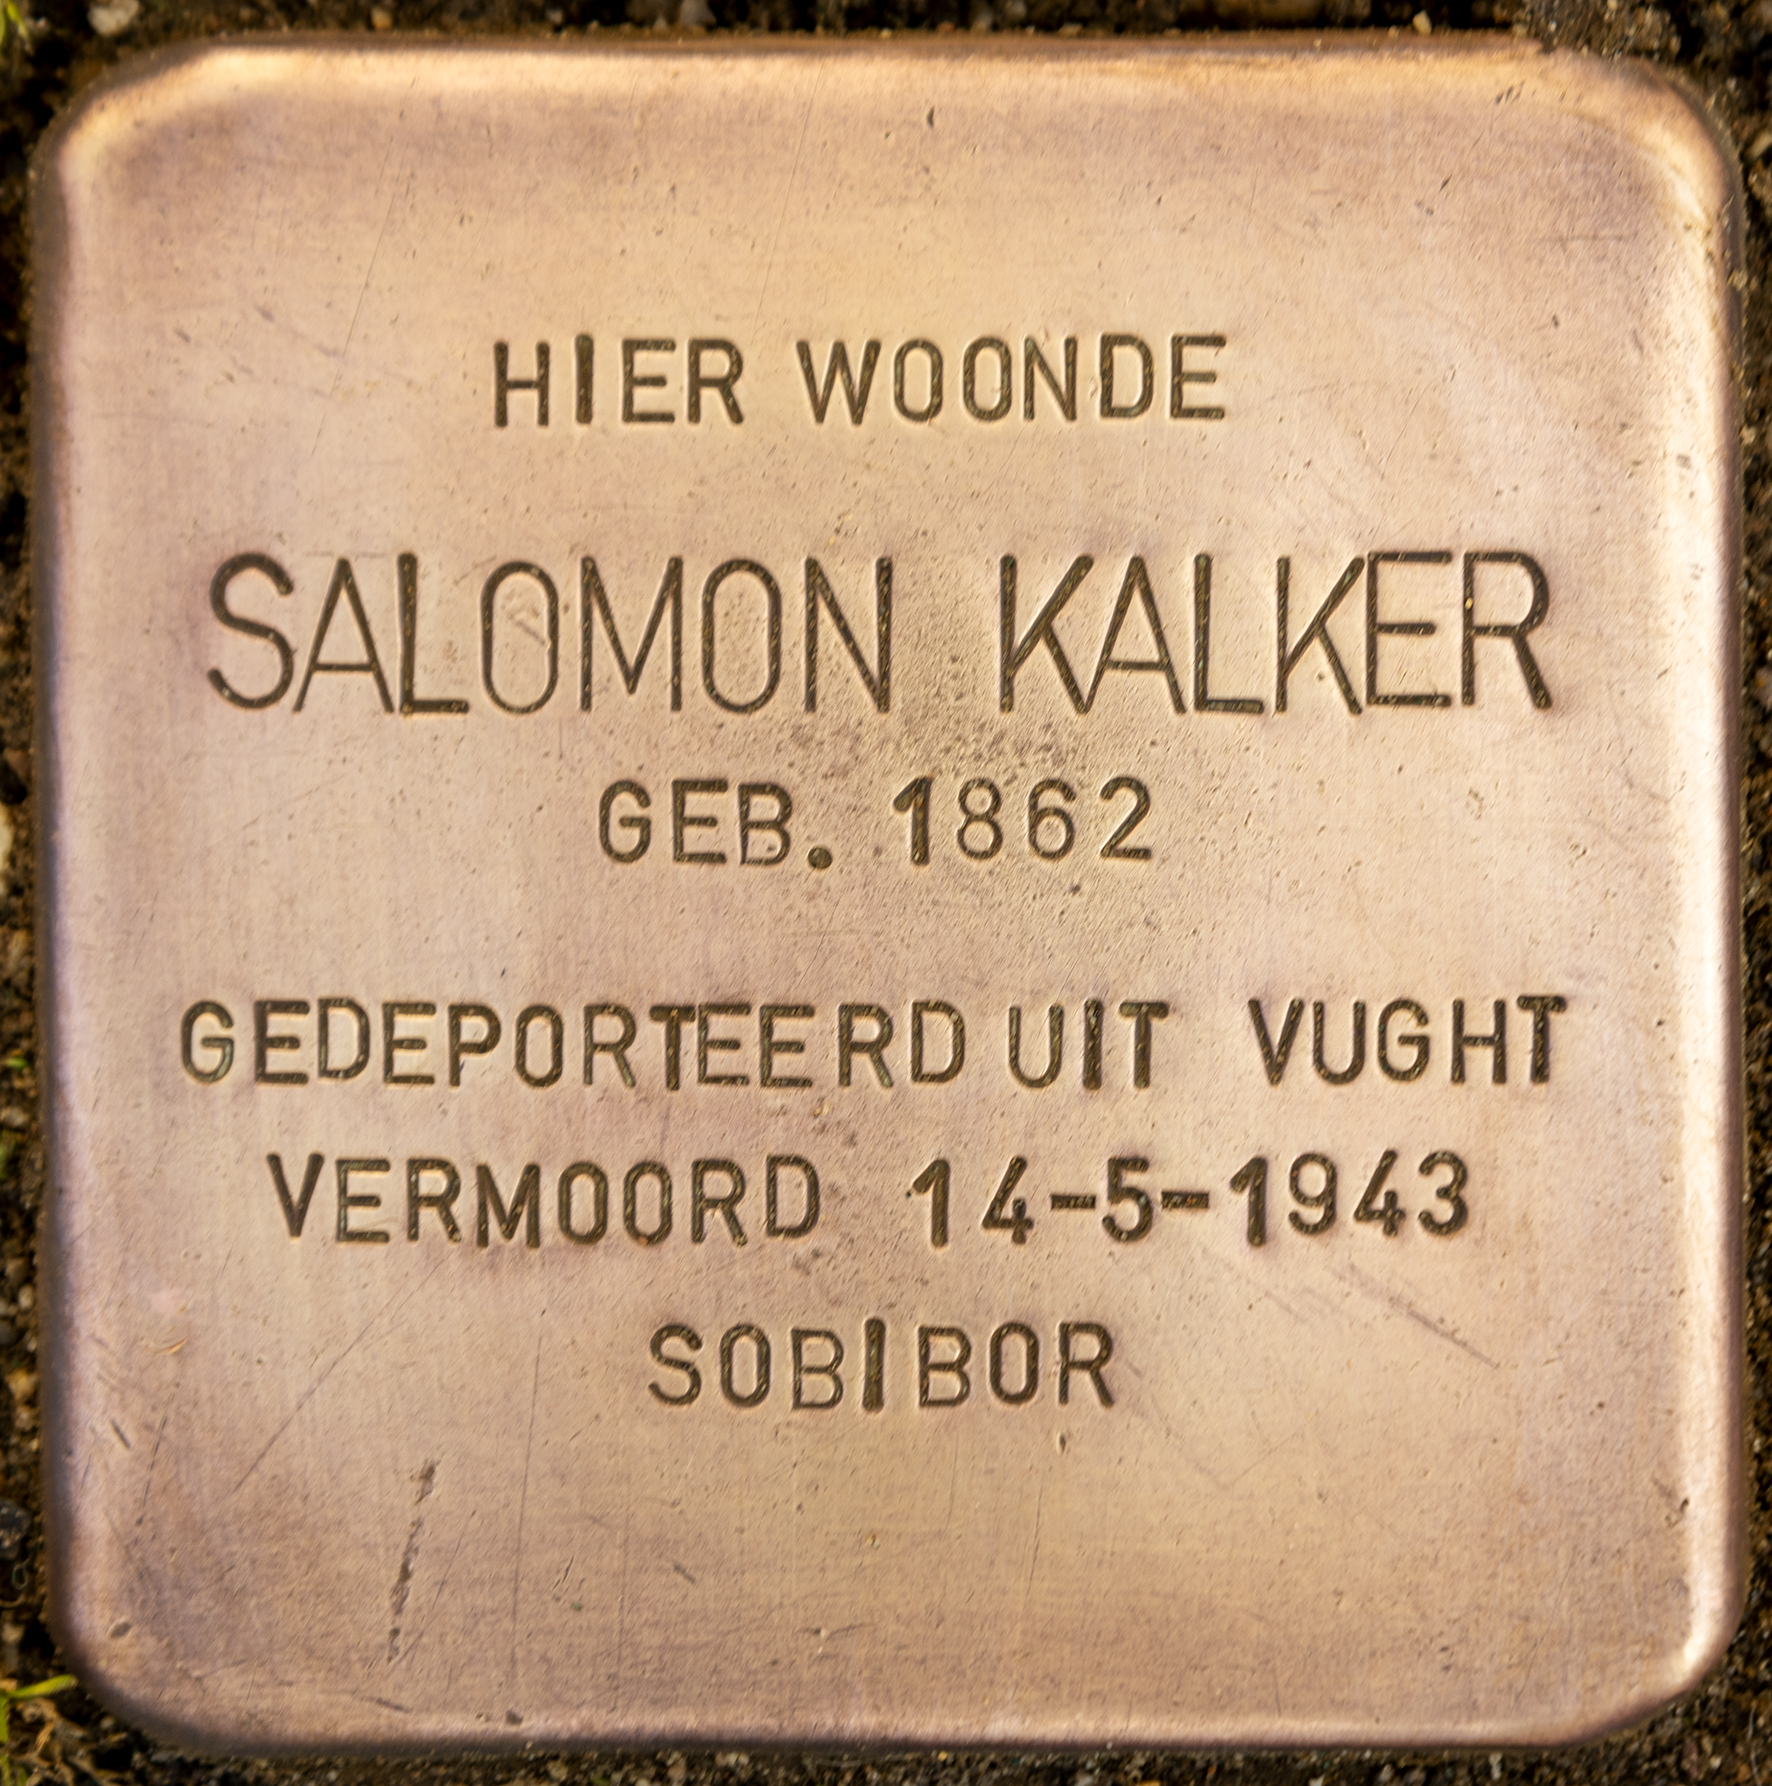 HIER WOONDE
SALOMON KALKER
GEB. 1862
GEDEPORTEERD UIT VUGHT
VERMOORD 14-5-1943
SOBIBOR